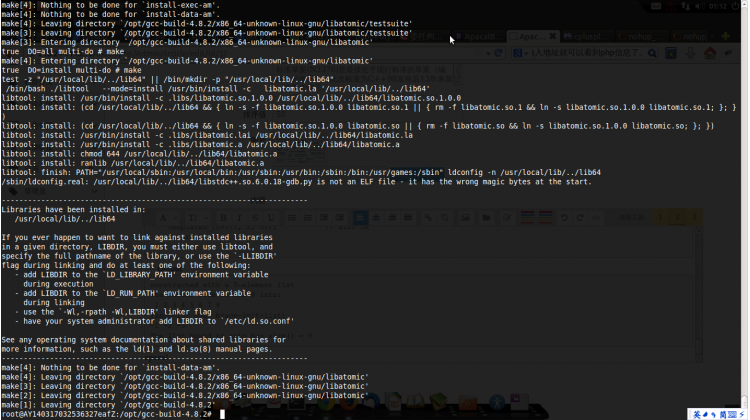 make[4]: Nothing to be done for `install-exec-am'.
make[4]: Nothing to be done for `install-data-am'.
make[4]: Leaving directory `/opt/gcc-build-4.8.2/x86_64-unknown-linux-gnu/libatomic/testsuite'
make[3]: Leaving directory `/opt/gcc-build-4.8.2/x86_64-unknown-linux-gnu/libatomic/testsuite'
make[3]: Entering directory `/opt/gcc-build-4.8.2/x86_64-unknown-linux-gnu/libatomic'
true  DO=all multi-do # make
make[4]: Entering directory `/opt/gcc-build-4.8.2/x86_64-unknown-linux-gnu/libatomic'
true  DO=install multi-do # make
test -z "/usr/local/lib/../lib64" || /bin/mkdir -p "/usr/local/lib/../lib64"
 /bin/bash ./libtool   --mode=install /usr/bin/install -c   libatomic.la '/usr/local/lib/../lib64'
libtool: install: /usr/bin/install -c .libs/libatomic.so.1.0.0 /usr/local/lib/../lib64/libatomic.so.1.0.0
libtool: install: (cd /usr/local/lib/../lib64 && { ln -s -f libatomic.so.1.0.0 libatomic.so.1 || { rm -f libatomic.so.1 && ln -s libatomic.so.1.0.0 libatomic.so.1; }; }
)
libtool: install: (cd /usr/local/lib/../lib64 && { ln -s -f libatomic.so.1.0.0 libatomic.so || { rm -f libatomic.so && ln -s libatomic.so.1.0.0 libatomic.so; }; })
libtool: install: /usr/bin/install -c .libs/libatomic.lai /usr/local/lib/../lib64/libatomic.la
libtool: install: /usr/bin/install -c .libs/libatomic.a /usr/local/lib/../lib64/libatomic.a
libtool: install: chmod 644 /usr/local/lib/../lib64/libatomic.a
libtool: install: ranlib /usr/local/lib/../lib64/libatomic.a
libtool: finish: PATH="/usr/local/sbin:/usr/local/bin:/usr/sbin:/usr/bin:/sbin:/bin:/usr/games:/sbin" ldconfig -n /usr/local/lib/../lib64
/sbin/ldconfig.real: /usr/local/lib/../lib64/libstdc++.so.6.0.18-gdb.py is not an ELF file - it has the wrong magic bytes at the start.
----------------------------------------------------------------------
Libraries have been installed in:
   /usr/local/lib/../lib64
If you ever happen to want to link against installed libraries
in a given directory, LIBDIR, you must either use libtool, and
specify the full pathname of the library, or use the `-LLIBDIR'
flag during linking and do at least one of the following:
   - add LIBDIR to the `LD_LIBRARY_PATH' environment variable
     during execution
   - add LIBDIR to the `LD_RUN_PATH' environment variable
     during linking
   - use the `-Wl,-rpath -Wl,LIBDIR' linker flag
   - have your system administrator add LIBDIR to `/etc/ld.so.conf'
See any operating system documentation about shared libraries for
more information, such as the ld(1) and ld.so(8) manual pages.
----------------------------------------------------------------------
make[4]: Nothing to be done for `install-data-am'.
make[4]: Leaving directory `/opt/gcc-build-4.8.2/x86_64-unknown-linux-gnu/libatomic'
make[3]: Leaving directory `/opt/gcc-build-4.8.2/x86_64-unknown-linux-gnu/libatomic'
make[2]: Leaving directory `/opt/gcc-build-4.8.2/x86_64-unknown-linux-gnu/libatomic'
make[1]: Leaving directory `/opt/gcc-build-4.8.2'
root@AY140317032536327eafZ:/opt/gcc-build-4.8.2#
英 简